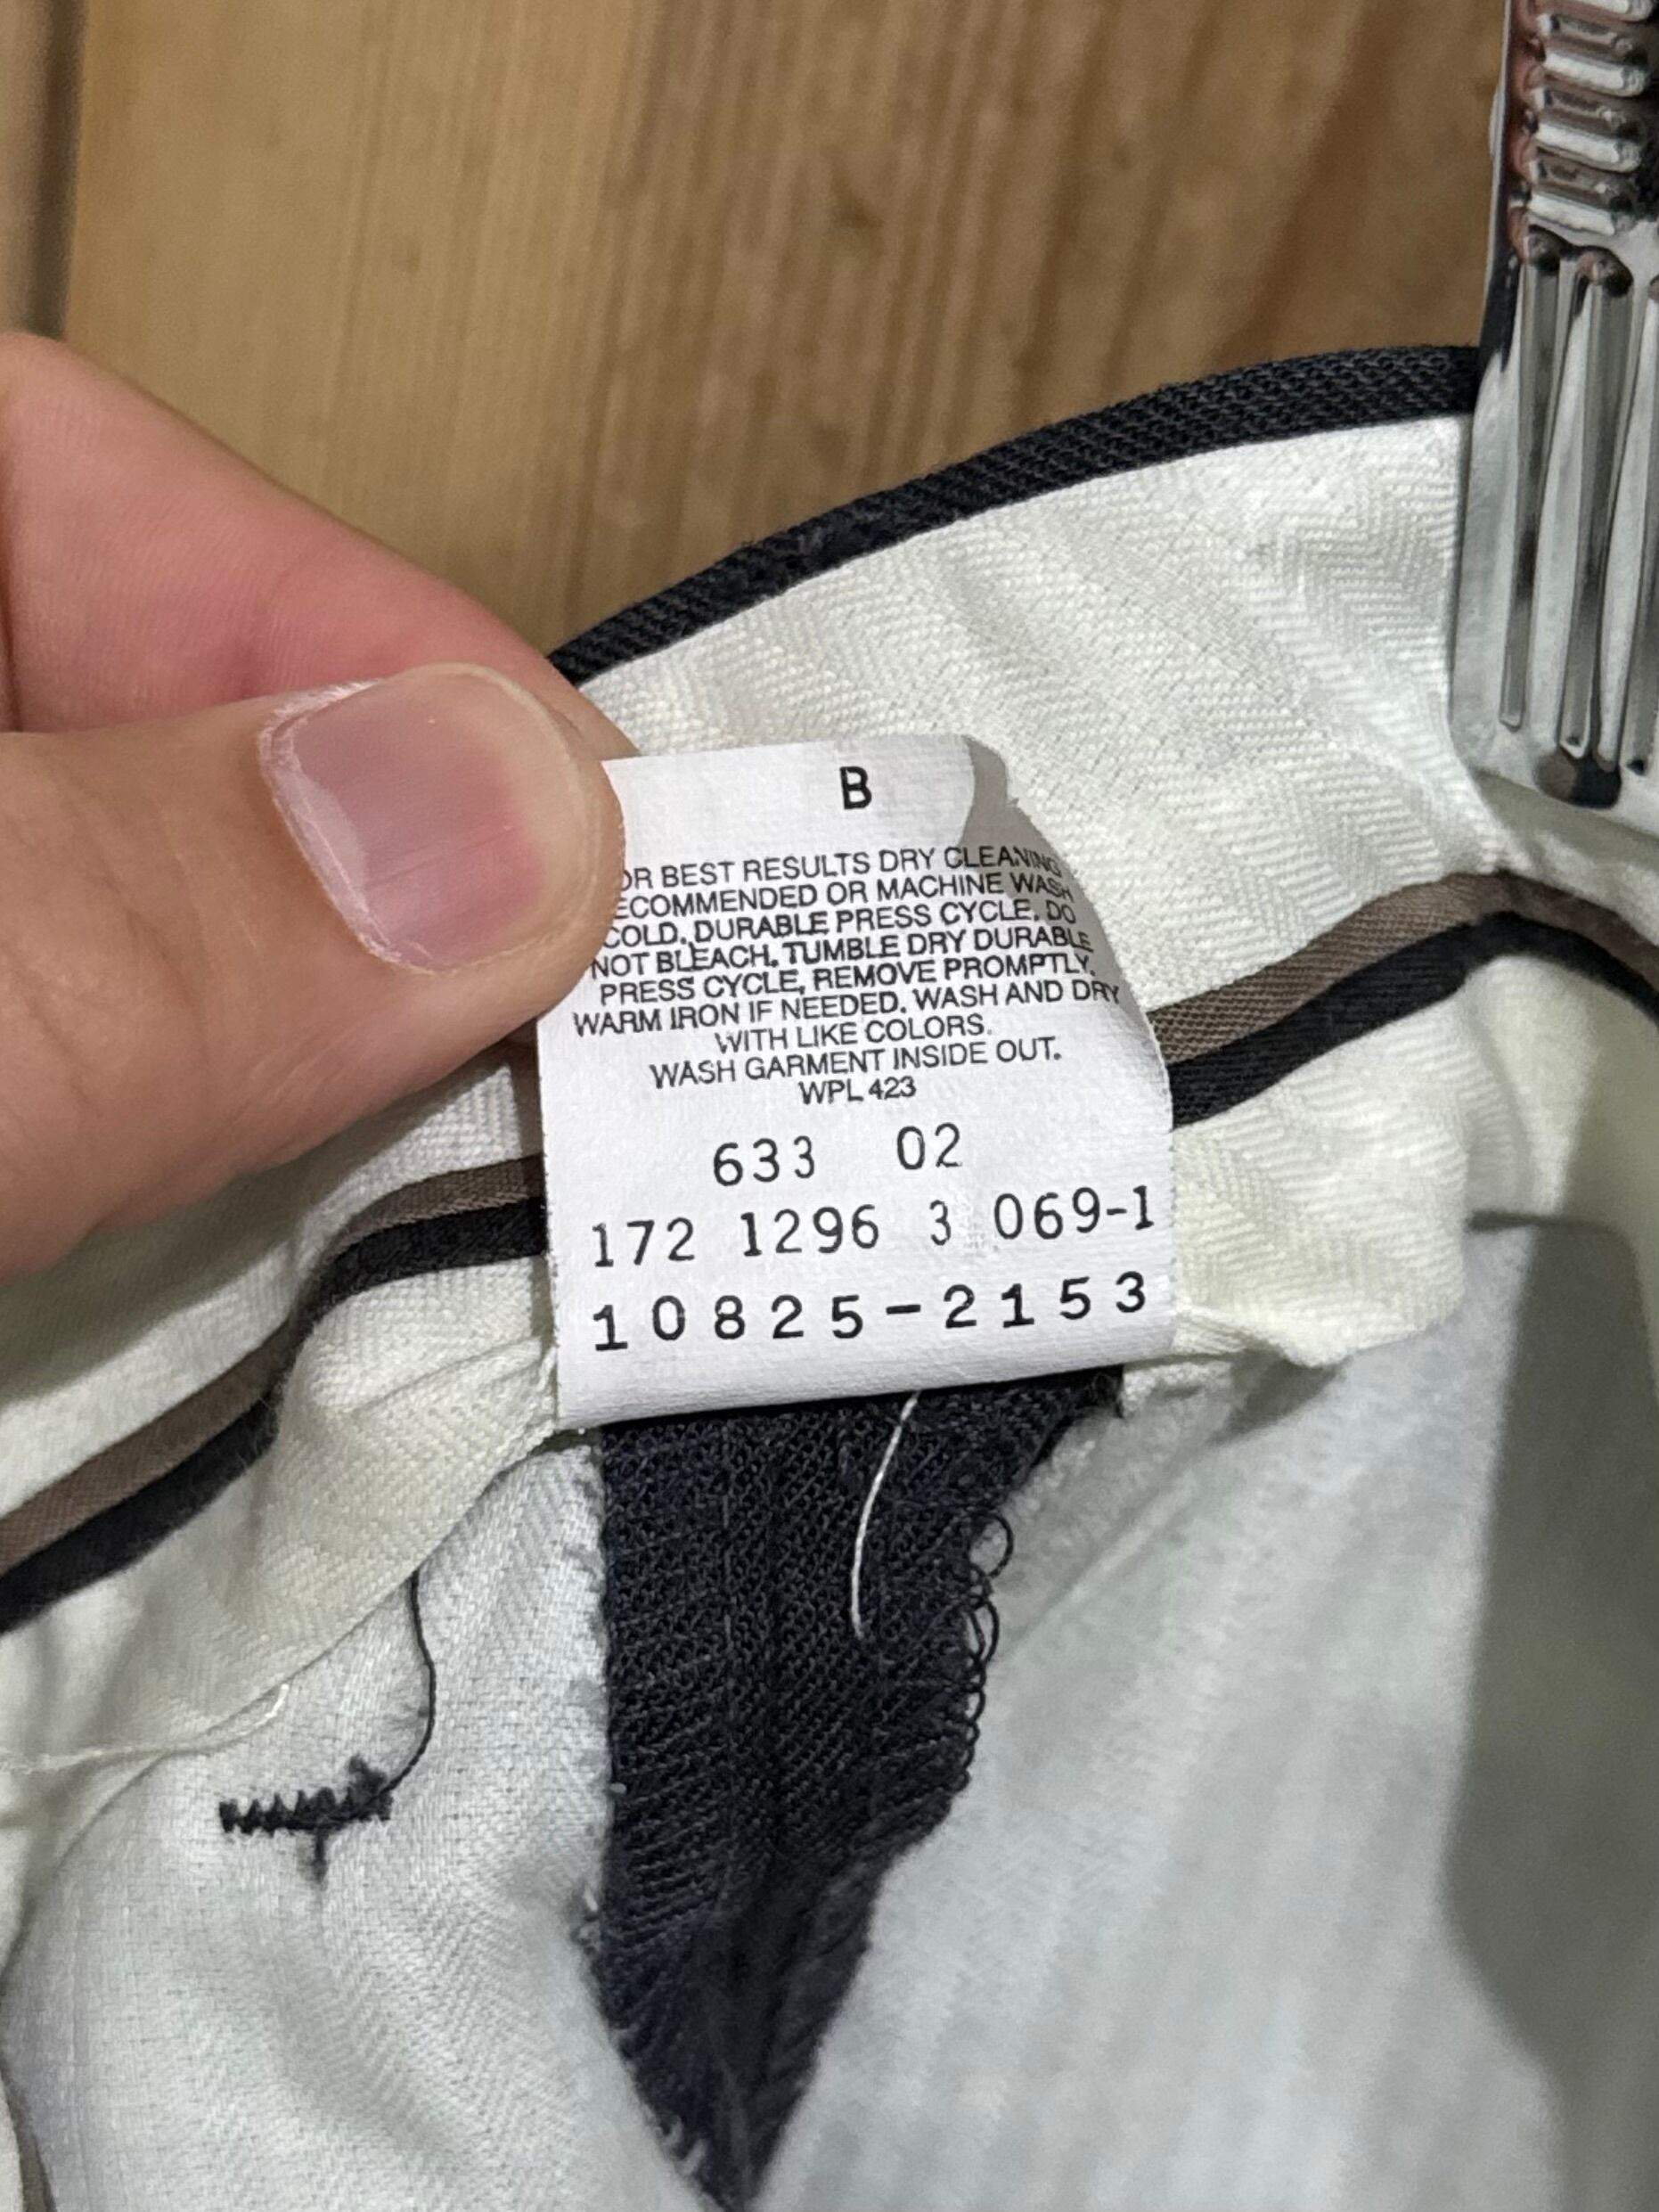 B
OR BEST RESULTS DRY CLEANING
ECOMMENDED OR MACHINE WASH
COLD, DURABLE PRESS CYCLE. DO
NOT BLEACH. TUMBLE DRY DURABLE
PRESS CYCLE, REMOVE PROMPTLY.
WARM IRON IF NEEDED. WASH AND DRY
WITH LIKE COLORS.
WASH GARMENT INSIDE OUT.
WPL 423
633 02
172 1296 3 069-1
10825-2153